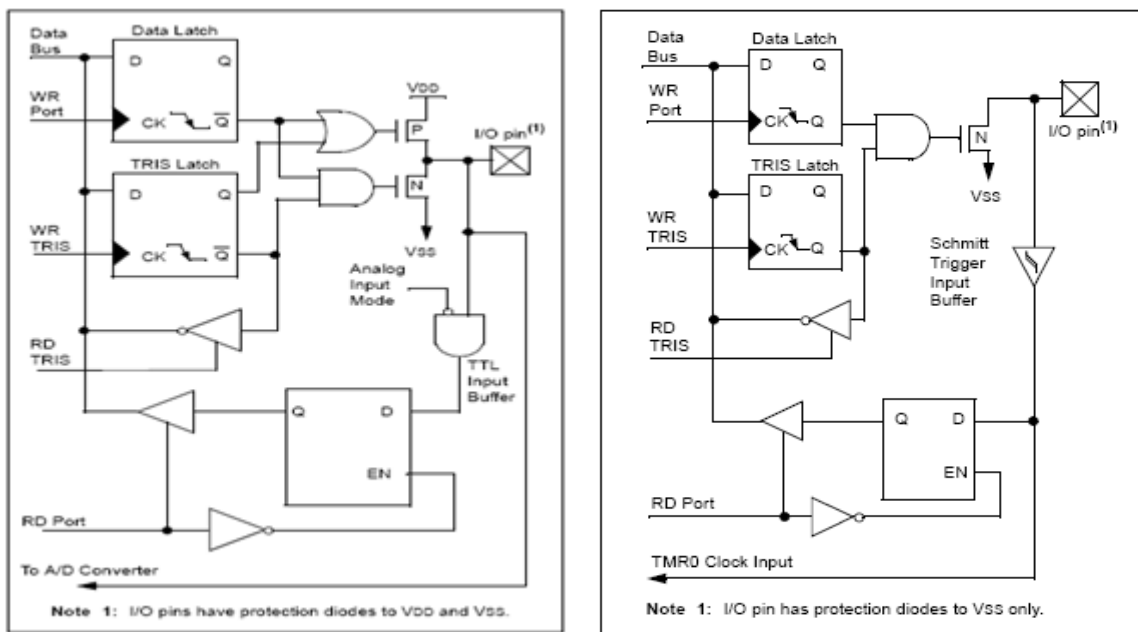 Data Bus
Data Latch
D Q
WR Port
CK Q
VDD
P
I/O pin(1)
TRIS Latch
D Q
N
WR TRIS
CK Q
VSS
Analog Input Mode
RD TRIS
TTL Input Buffer
Q D
EN
RD Port
To A/D Converter
Note 1: I/O pins have protection diodes to VDD and VSS.
Data Bus
Data Latch
D Q
WR Port
CK Q
N
I/O pin(1)
VSS
TRIS Latch
D Q
WR TRIS
CK Q
Schmitt Trigger Input Buffer
RD TRIS
Q D
EN
RD Port
TMR0 Clock Input
Note 1: I/O pin has protection diodes to VSS only.